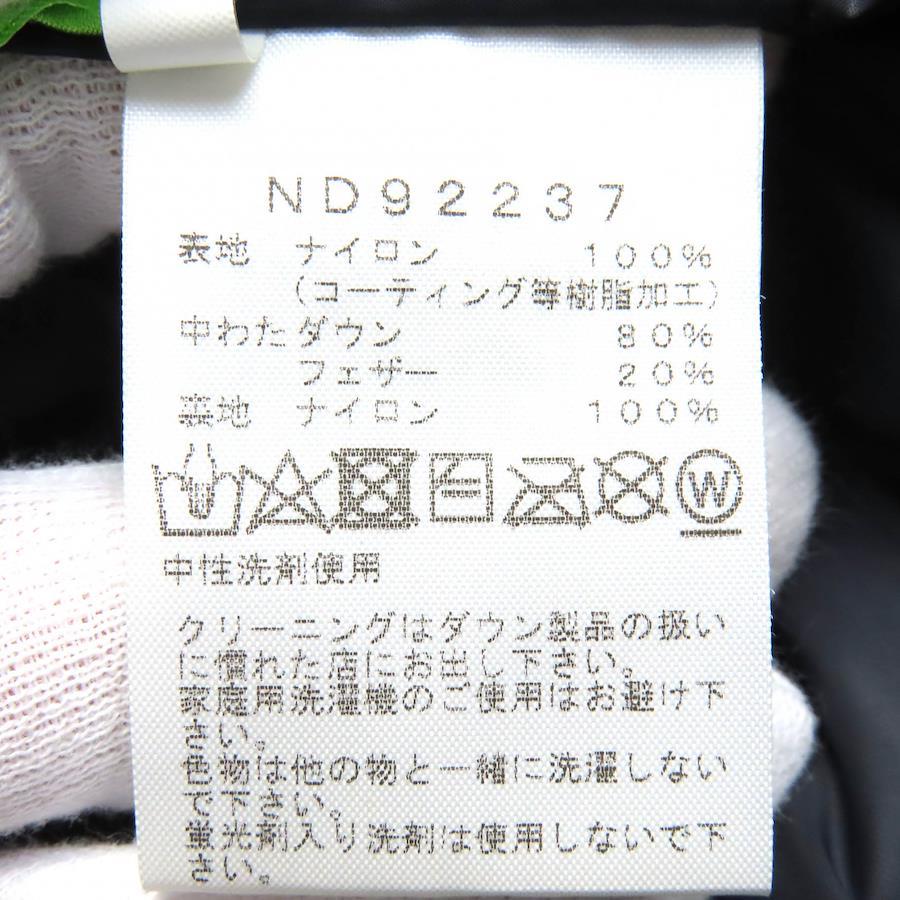 ND92237
表地 ナイロン 100%
(コーティング等樹脂加工)
中わた ダウン 80%
フェザー 20%
裏地 ナイロン 100%
W
中性洗剤使用
クリーニングはダウン製品の扱い
に慣れた店にお出し下さい。
家庭用洗濯機のご使用はお避け下
さい。
色物は他の物と一緒に洗濯しない
で下さい。
蛍光剤入り洗剤は使用しないで下
さい。